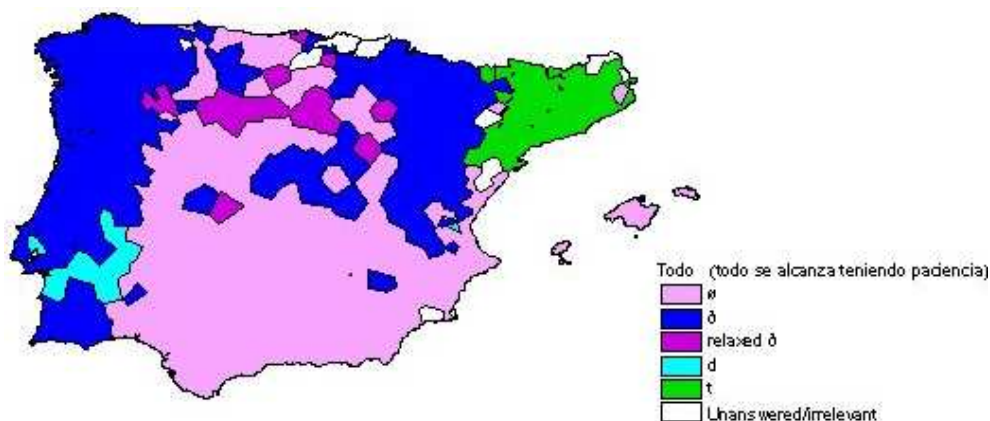 Todo (todo se alcanza teniendo paciencia)
ø
ð
relaxed ð
d
t
Unanswered/irrelevant